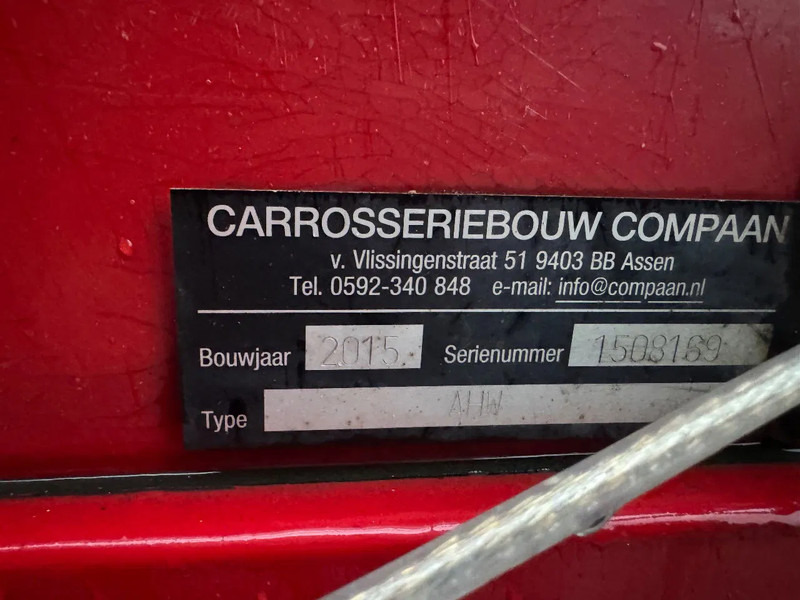 CARROSSERIEBOUW COMPAAN
v. Vlissingenstraat 51 9403 BB Assen
Tel. 0592-340 848 e-mail: info@compaan.nl
Bouwjaar 2015 Serienummer 1508169
Type AHW